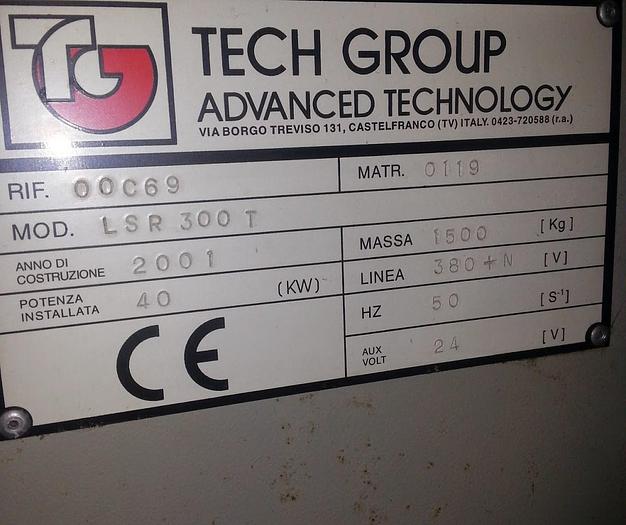 TG
TECH GROUP
ADVANCED TECHNOLOGY
VIA BORGO TREVISO 131, CASTELFRANCO (TV) ITALY. 0423-720588 (r.a.)
RIF. 00C69
MATR. 0119
MOD. LSR 300 T
ANNO DI
COSTRUZIONE 2001
POTENZA
INSTALLATA 40 (KW)
MASSA 1500 [Kg]
LINEA 380+N [V]
HZ 50 [S-1]
AUX
VOLT 24 [V]
CE